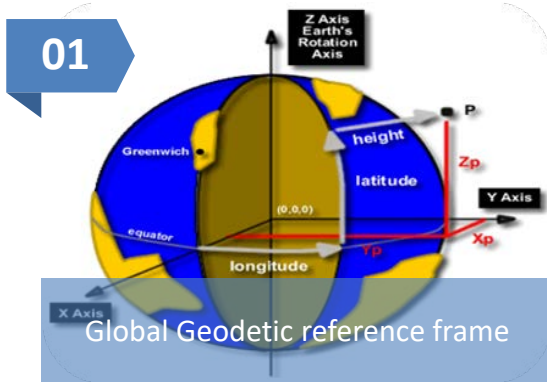 01
Z Axis
Earth's
Rotation
Axis
P
height
Zp
Greenwich
latitude
Y Axis
(0,0,0)
equator
Yp
Xp
longitude
X Axis
Global Geodetic reference frame